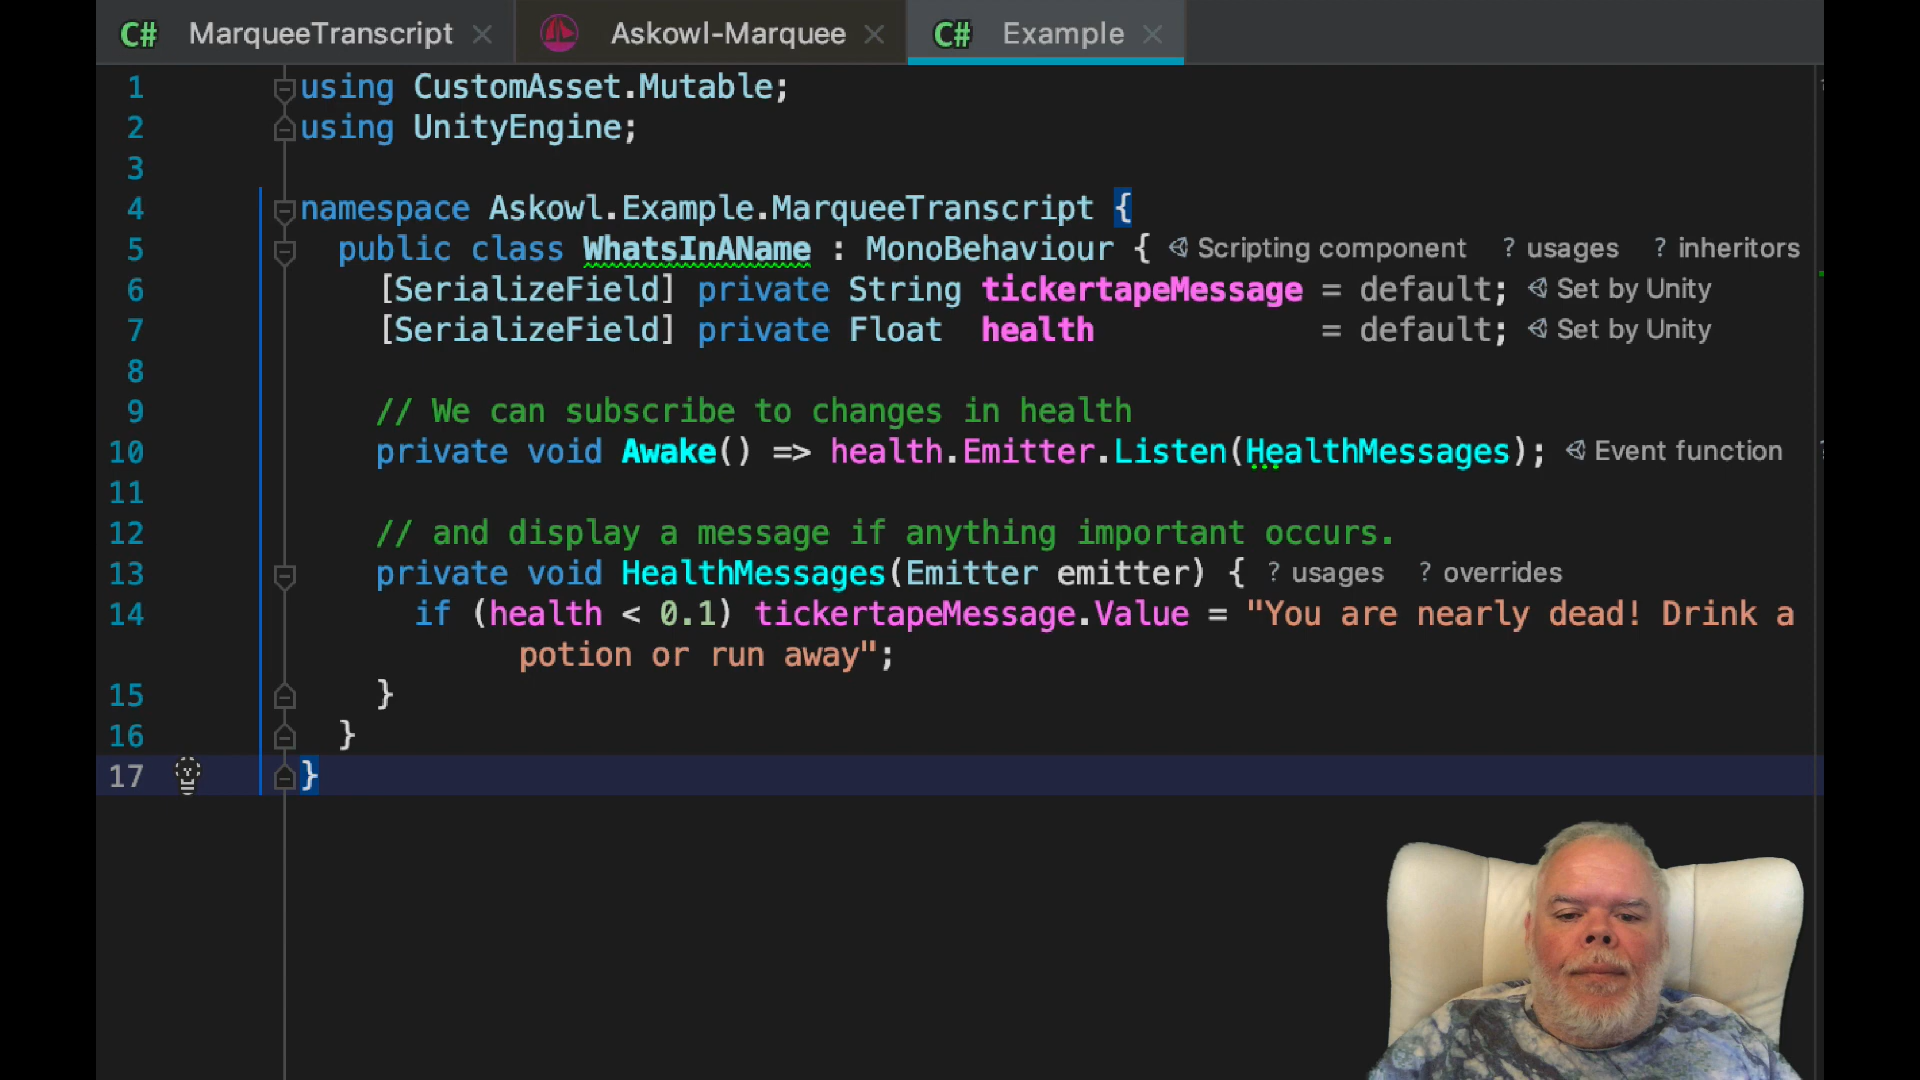 C# MarqueeTranscript × Askowl-Marquee × C# Example ×
1 using CustomAsset.Mutable;
2 using UnityEngine;
3
4 namespace Askowl.Example.MarqueeTranscript {
5 public class WhatsInAName : MonoBehaviour { Scripting component ? usages ? inheritors
6 [SerializeField] private String tickertapeMessage = default; Set by Unity
7 [SerializeField] private Float health = default; Set by Unity
8
9 // We can subscribe to changes in health
10 private void Awake() => health.Emitter.Listen(HealthMessages); Event function
11
12 // and display a message if anything important occurs.
13 private void HealthMessages(Emitter emitter) { ? usages ? overrides
14 if (health < 0.1) tickertapeMessage.Value = "You are nearly dead! Drink a
potion or run away";
15 }
16 }
17 }